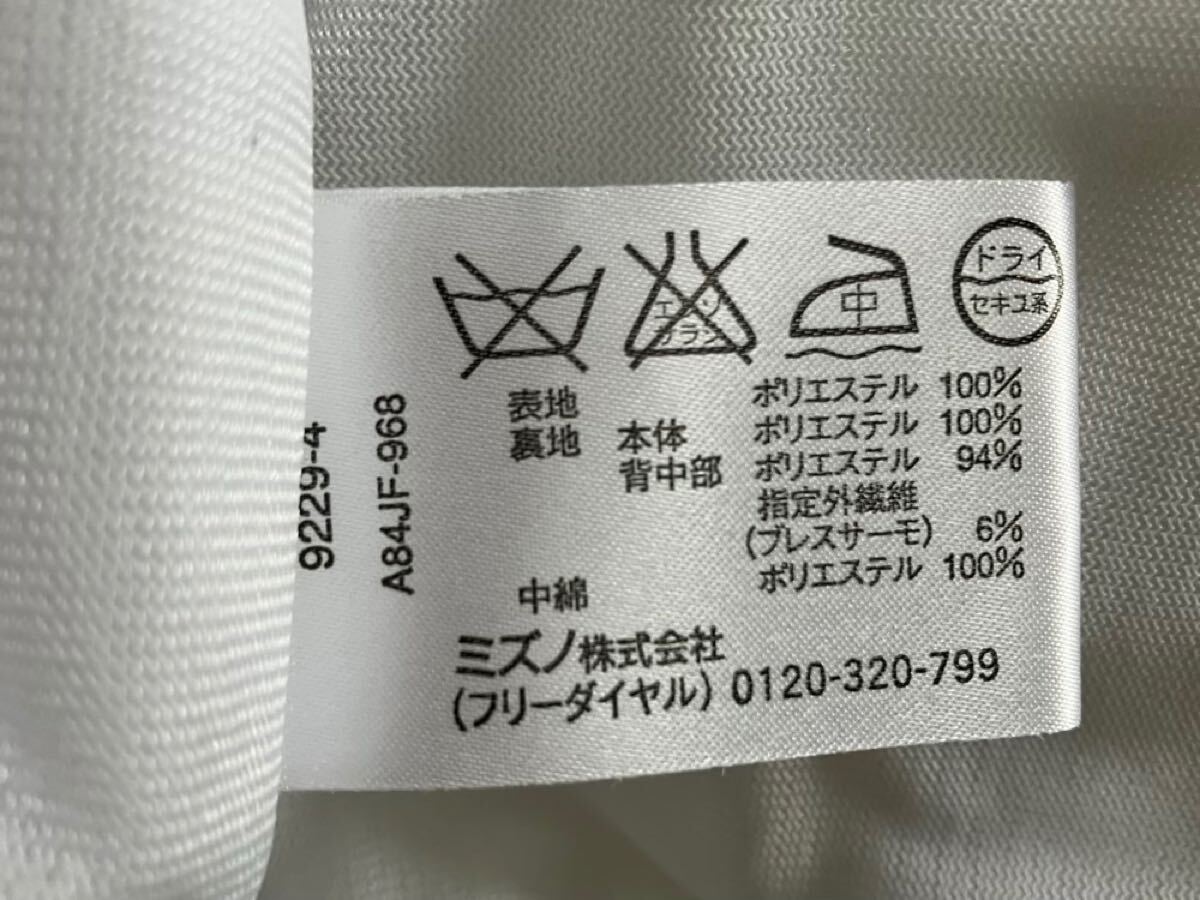 エンソ
サラシ
中
ドライ
セキユ系
表地 ポリエステル 100%
裏地 本体 ポリエステル 100%
背中部 ポリエステル 94%
指定外繊維
(ブレスサーモ) 6%
中綿 ポリエステル 100%
ミズノ株式会社
(フリーダイヤル) 0120-320-799
A84JF-968
9229-4